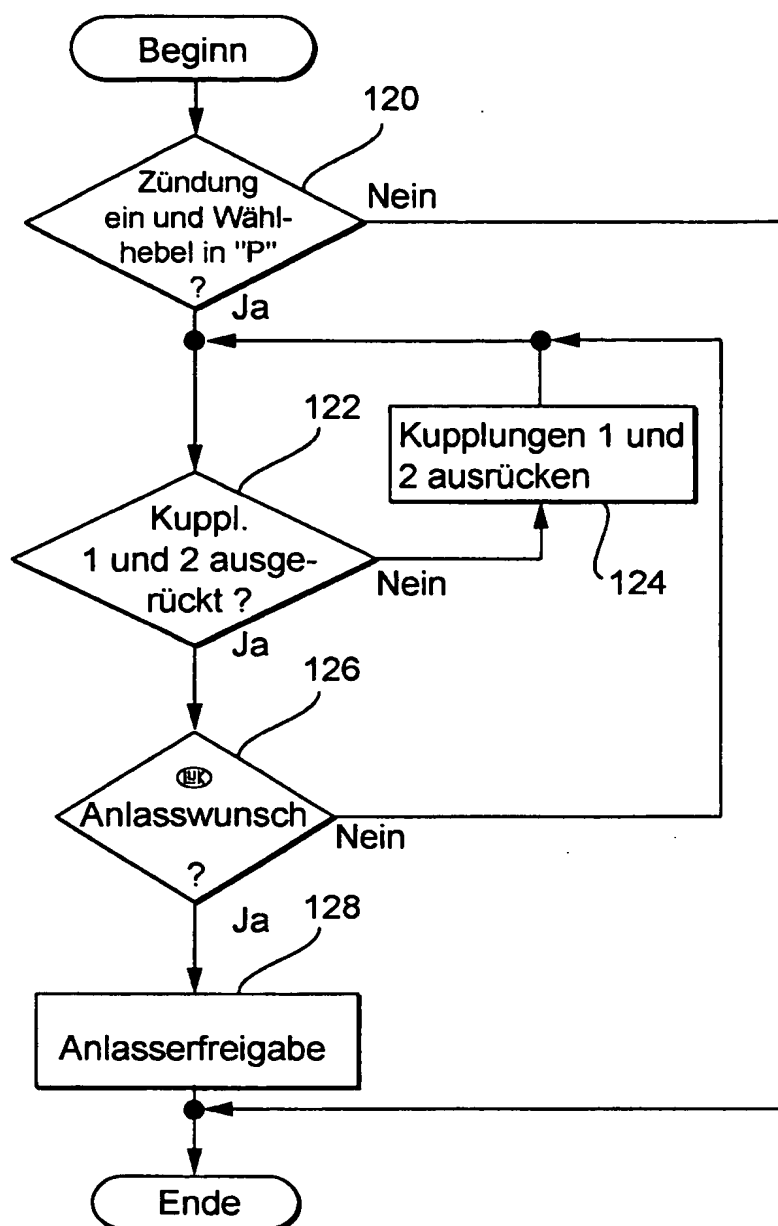 Beginn
120
Zündung
ein und Wähl-
hebel in "P"
?
Nein
Ja
122
Kupplungen 1 und
2 ausrücken
124
Kuppl.
1 und 2 ausge-
rückt ?
Nein
Ja
126
LuK
Anlasswunsch
?
Nein
Ja
128
Anlasserfreigabe
Ende